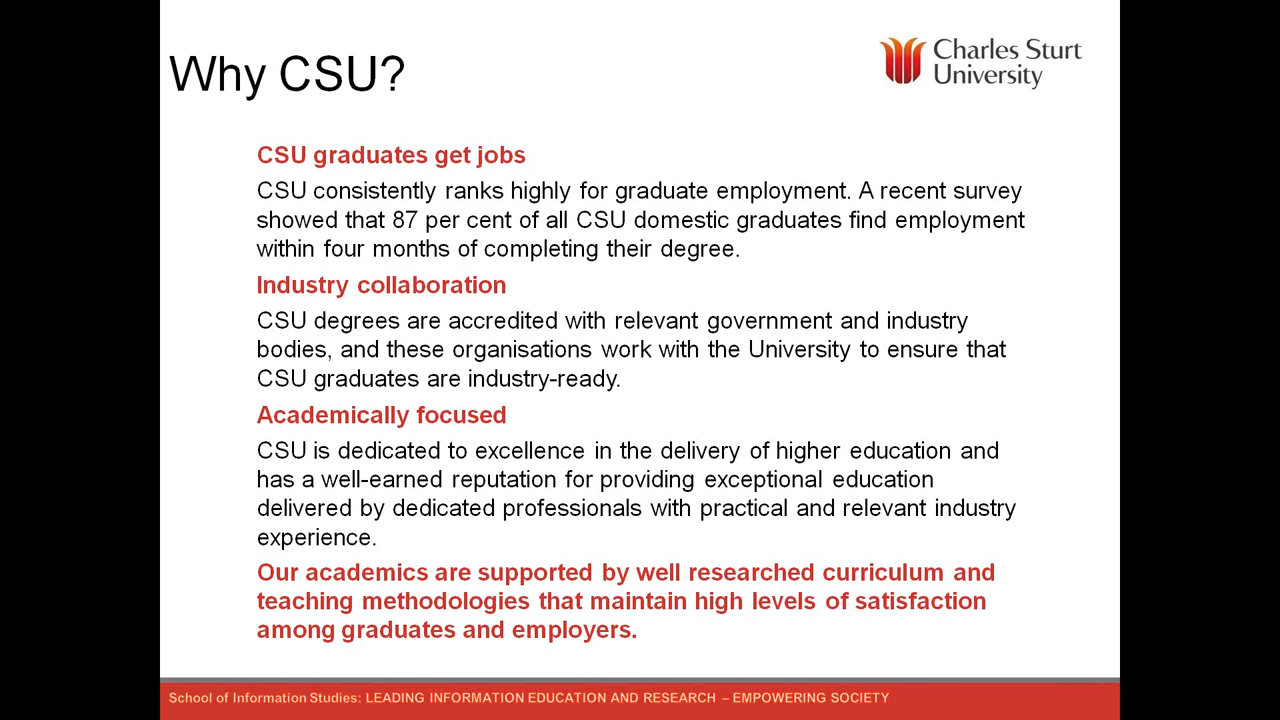 Why CSU?
Charles Sturt
University
CSU graduates get jobs
CSU consistently ranks highly for graduate employment. A recent survey
showed that 87 per cent of all CSU domestic graduates find employment
within four months of completing their degree.
Industry collaboration
CSU degrees are accredited with relevant government and industry
bodies, and these organisations work with the University to ensure that
CSU graduates are industry-ready.
Academically focused
CSU is dedicated to excellence in the delivery of higher education and
has a well-earned reputation for providing exceptional education
delivered by dedicated professionals with practical and relevant industry
experience.
Our academics are supported by well researched curriculum and
teaching methodologies that maintain high levels of satisfaction
among graduates and employers.
School of Information Studies: LEADING INFORMATION EDUCATION AND RESEARCH – EMPOWERING SOCIETY